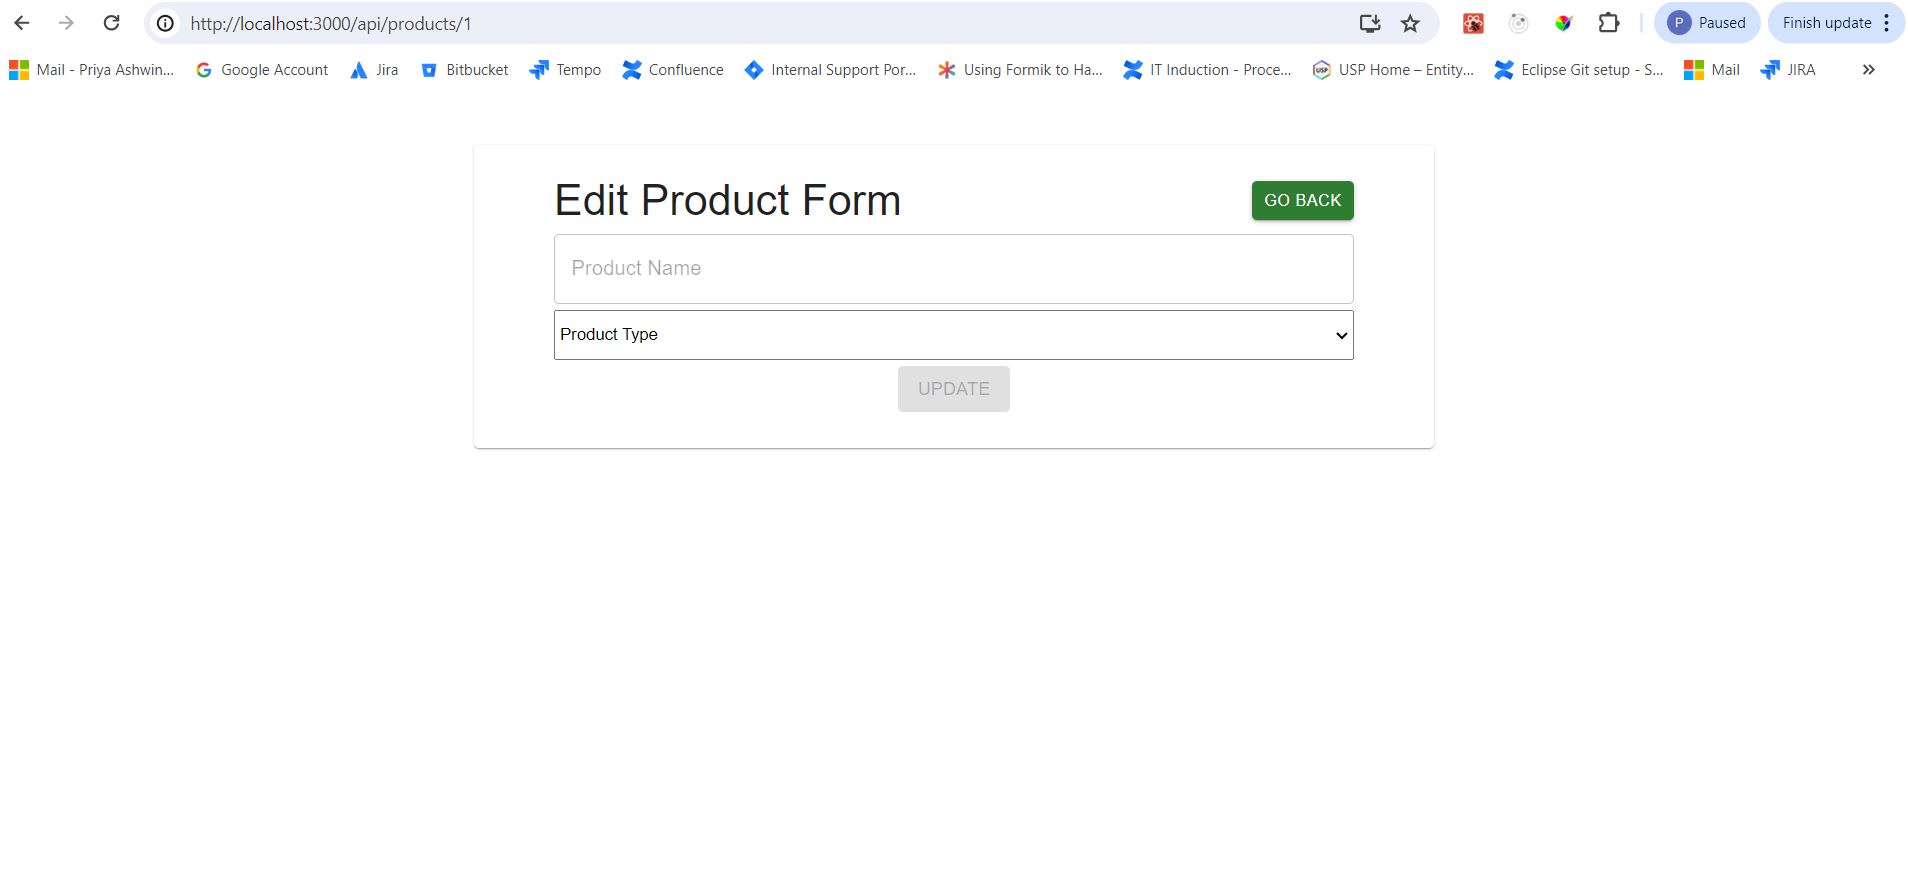 http://localhost:3000/api/products/1
P Paused Finish update
Mail - Priya Ashwin... Google Account Jira Bitbucket Tempo Confluence Internal Support Por... Using Formik to Ha... IT Induction - Proce... USP USP Home – Entity... Eclipse Git setup - S... Mail JIRA
Edit Product Form GO BACK
Product Name
Product Type
UPDATE